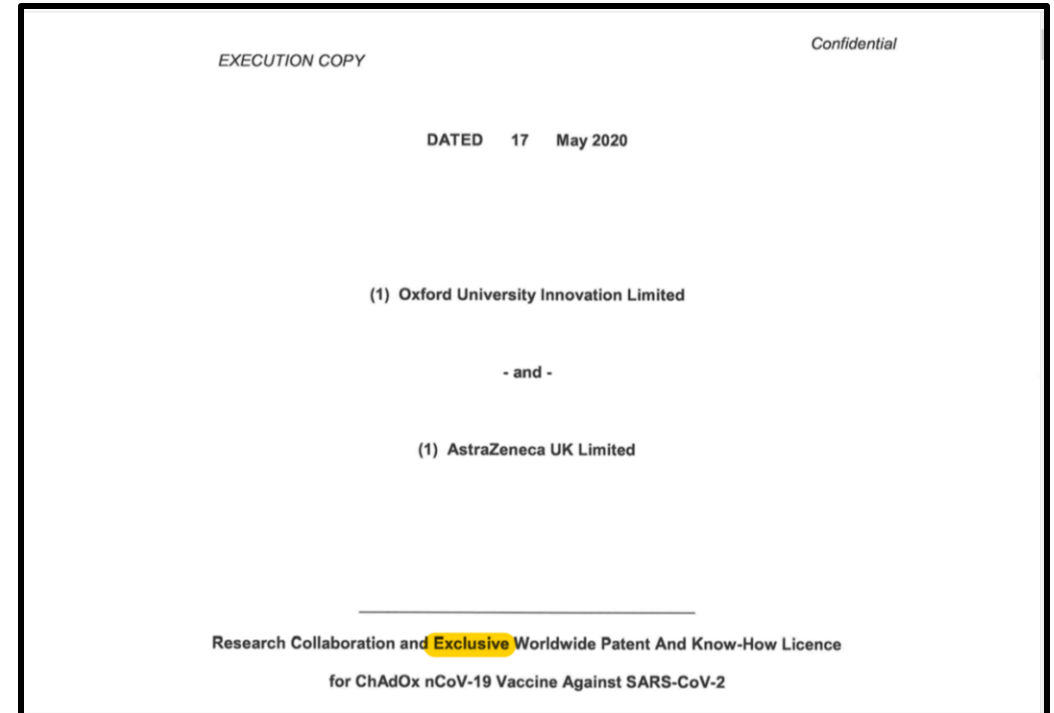 Confidential
EXECUTION COPY
DATED 17 May 2020
(1) Oxford University Innovation Limited
- and -
(1) AstraZeneca UK Limited
Research Collaboration and Exclusive Worldwide Patent And Know-How Licence
for ChAdOx nCoV-19 Vaccine Against SARS-CoV-2